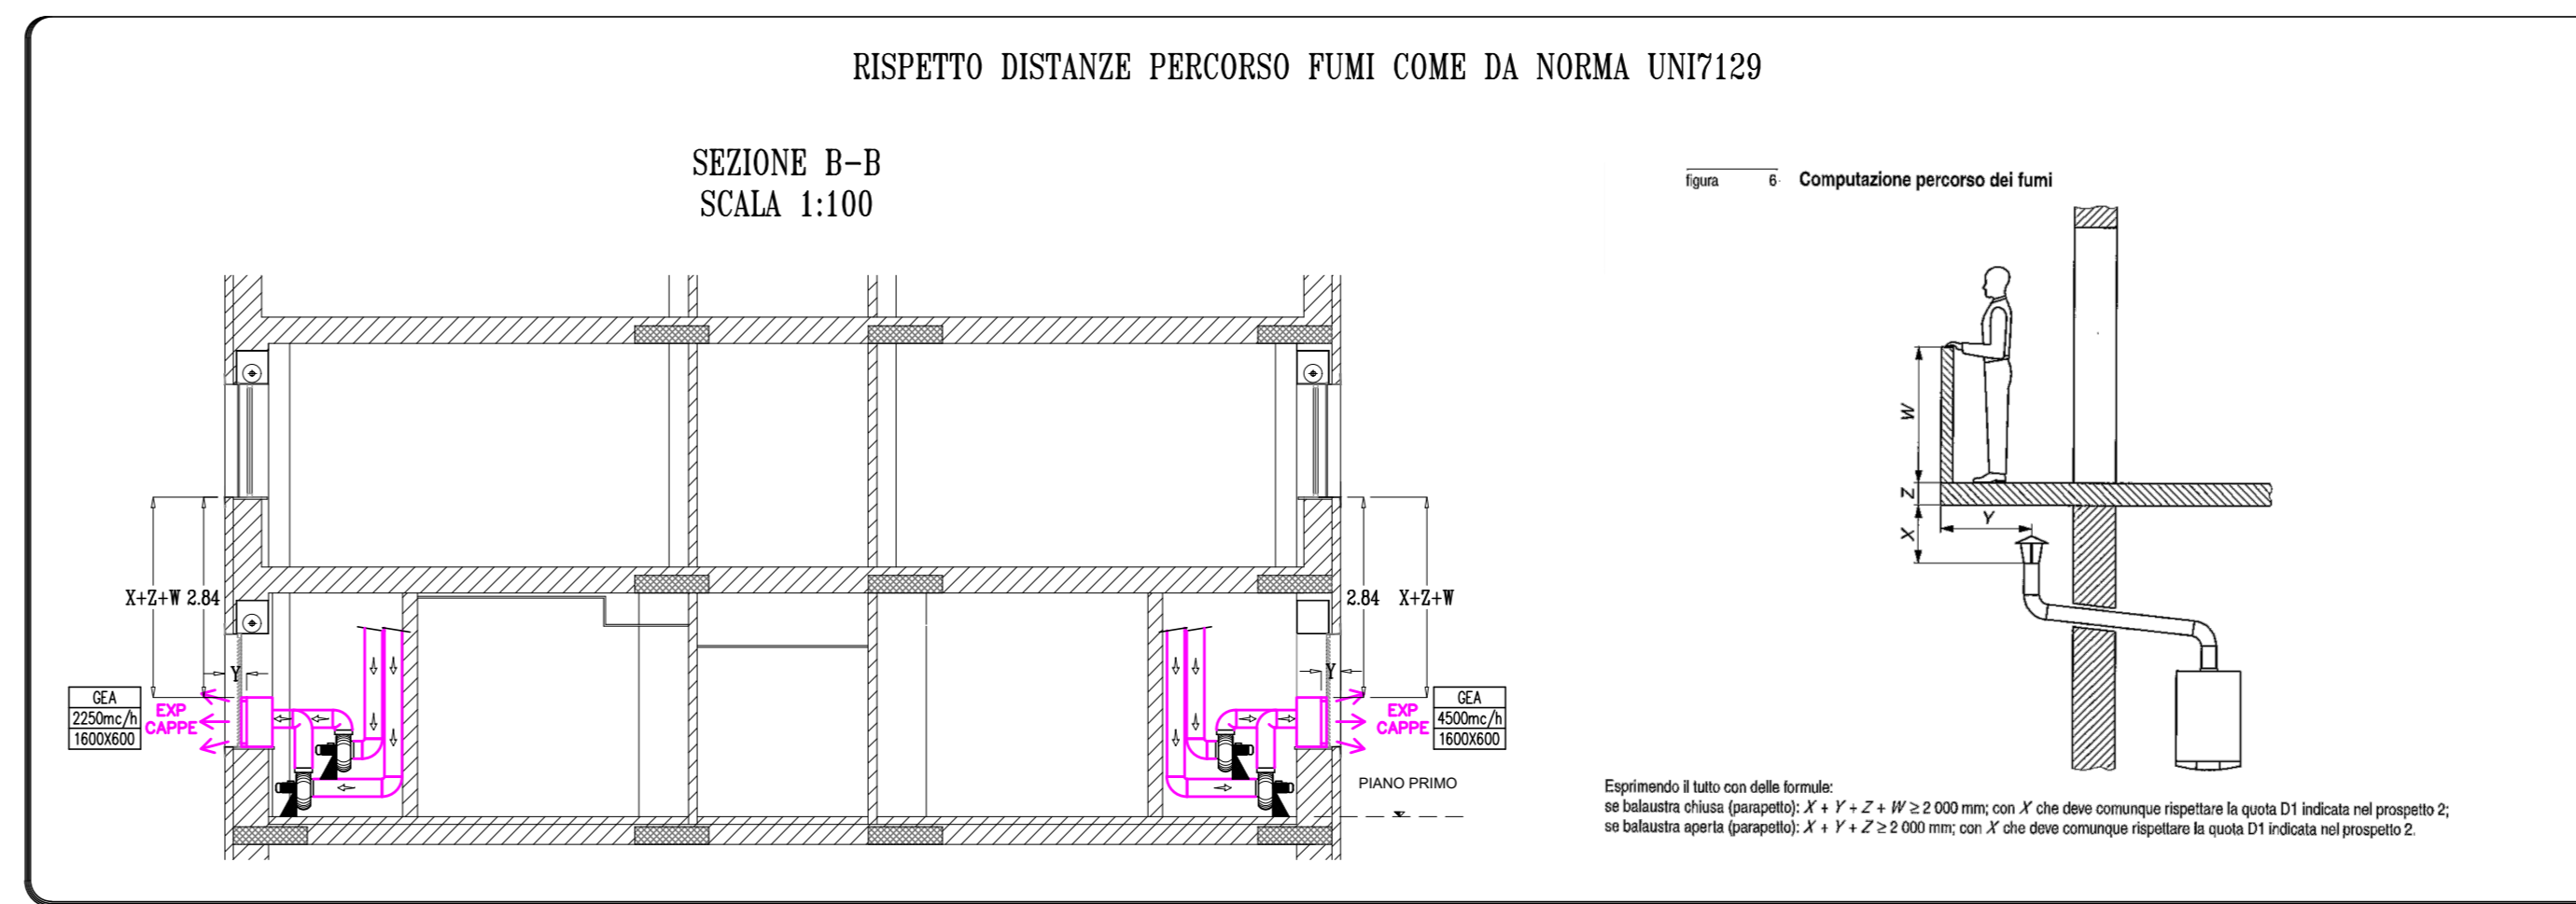 RISPETTO DISTANZE PERCORSO FUMI COME DA NORMA UNI7129
SEZIONE B-B
SCALA 1:100
X+Z+W 2.84
Y
GEA
2250mc/h
1600X600
EXP
CAPPE
2.84 X+Z+W
Y
EXP
CAPPE
GEA
4500mc/h
1600X600
PIANO PRIMO
figura 6 Computazione percorso dei fumi
W
Z
X
Y
Esprimendo il tutto con delle formule:
se balaustra chiusa (parapetto): X + Y + Z + W ≥ 2 000 mm; con X che deve comunque rispettare la quota D1 indicata nel prospetto 2;
se balaustra aperta (parapetto): X + Y + Z ≥ 2 000 mm; con X che deve comunque rispettare la quota D1 indicata nel prospetto 2.